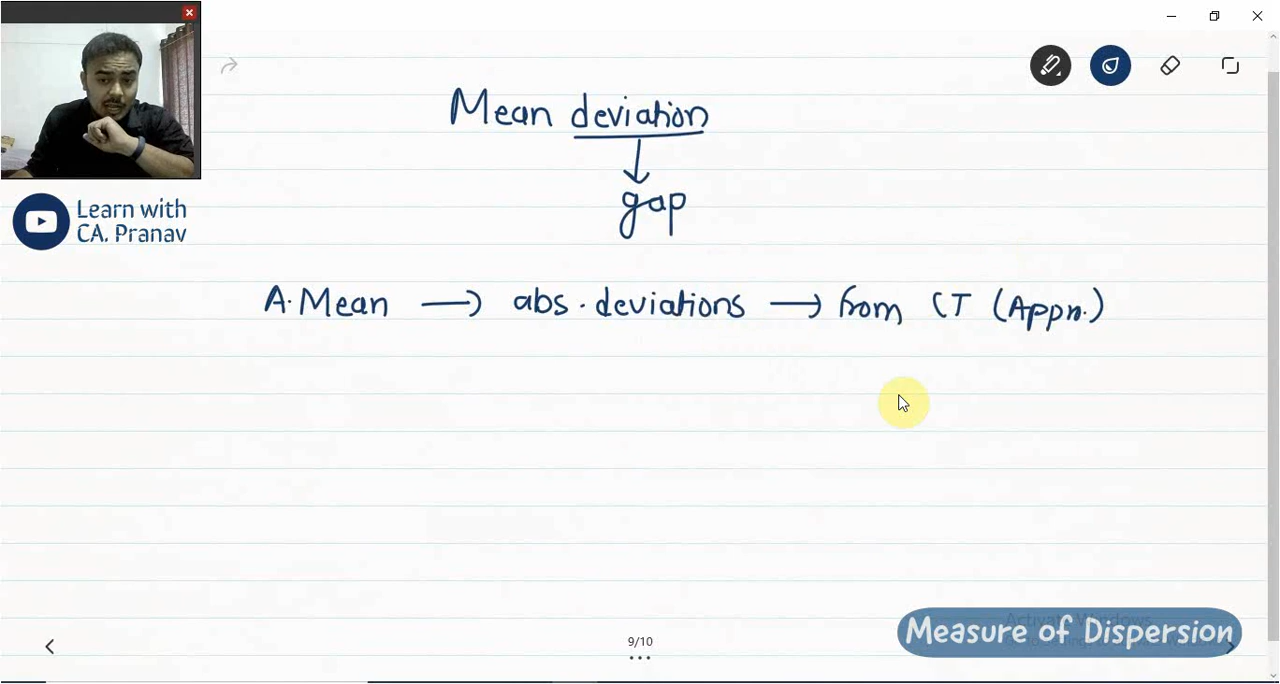 Mean deviation
gap
Learn with
CA. Pranav
A. Mean → abs. deviations → from CT (Appn.)
9/10
Measure of Dispersion